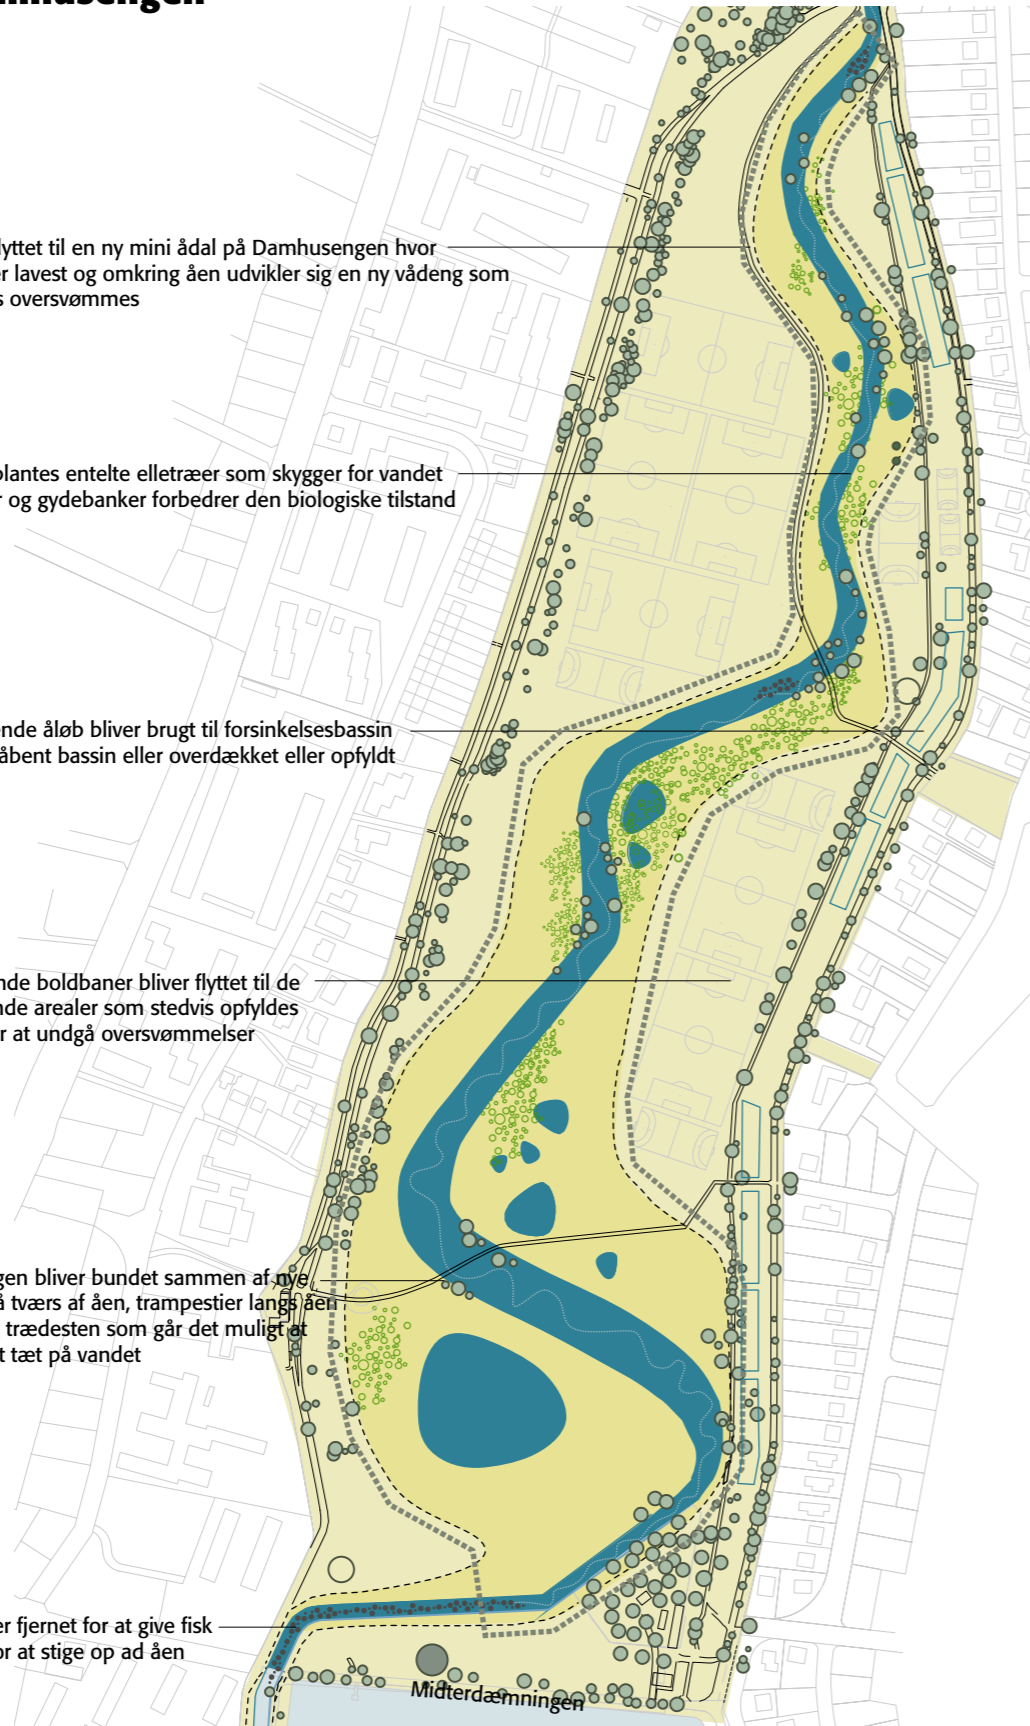 lyttet til en ny mini ådal på Damhusengen hvor
er lavest og omkring åen udvikler sig en ny vådeng som
s oversvømmes
plantes entelte elletræer som skygger for vandet
r og gydebanker forbedrer den biologiske tilstand
ende åløb bliver brugt til forsinkelsesbassin
åbent bassin eller overdækket eller opfyldt
nde boldbaner bliver flyttet til de
nde arealer som stedvis opfyldes
r at undgå oversvømmelser
gen bliver bundet sammen af nye
å tværs af åen, trampestier langs åen
r trædesten som går det muligt at
t tæt på vandet
er fjernet for at give fisk
or at stige op ad åen
Midterdæmningen